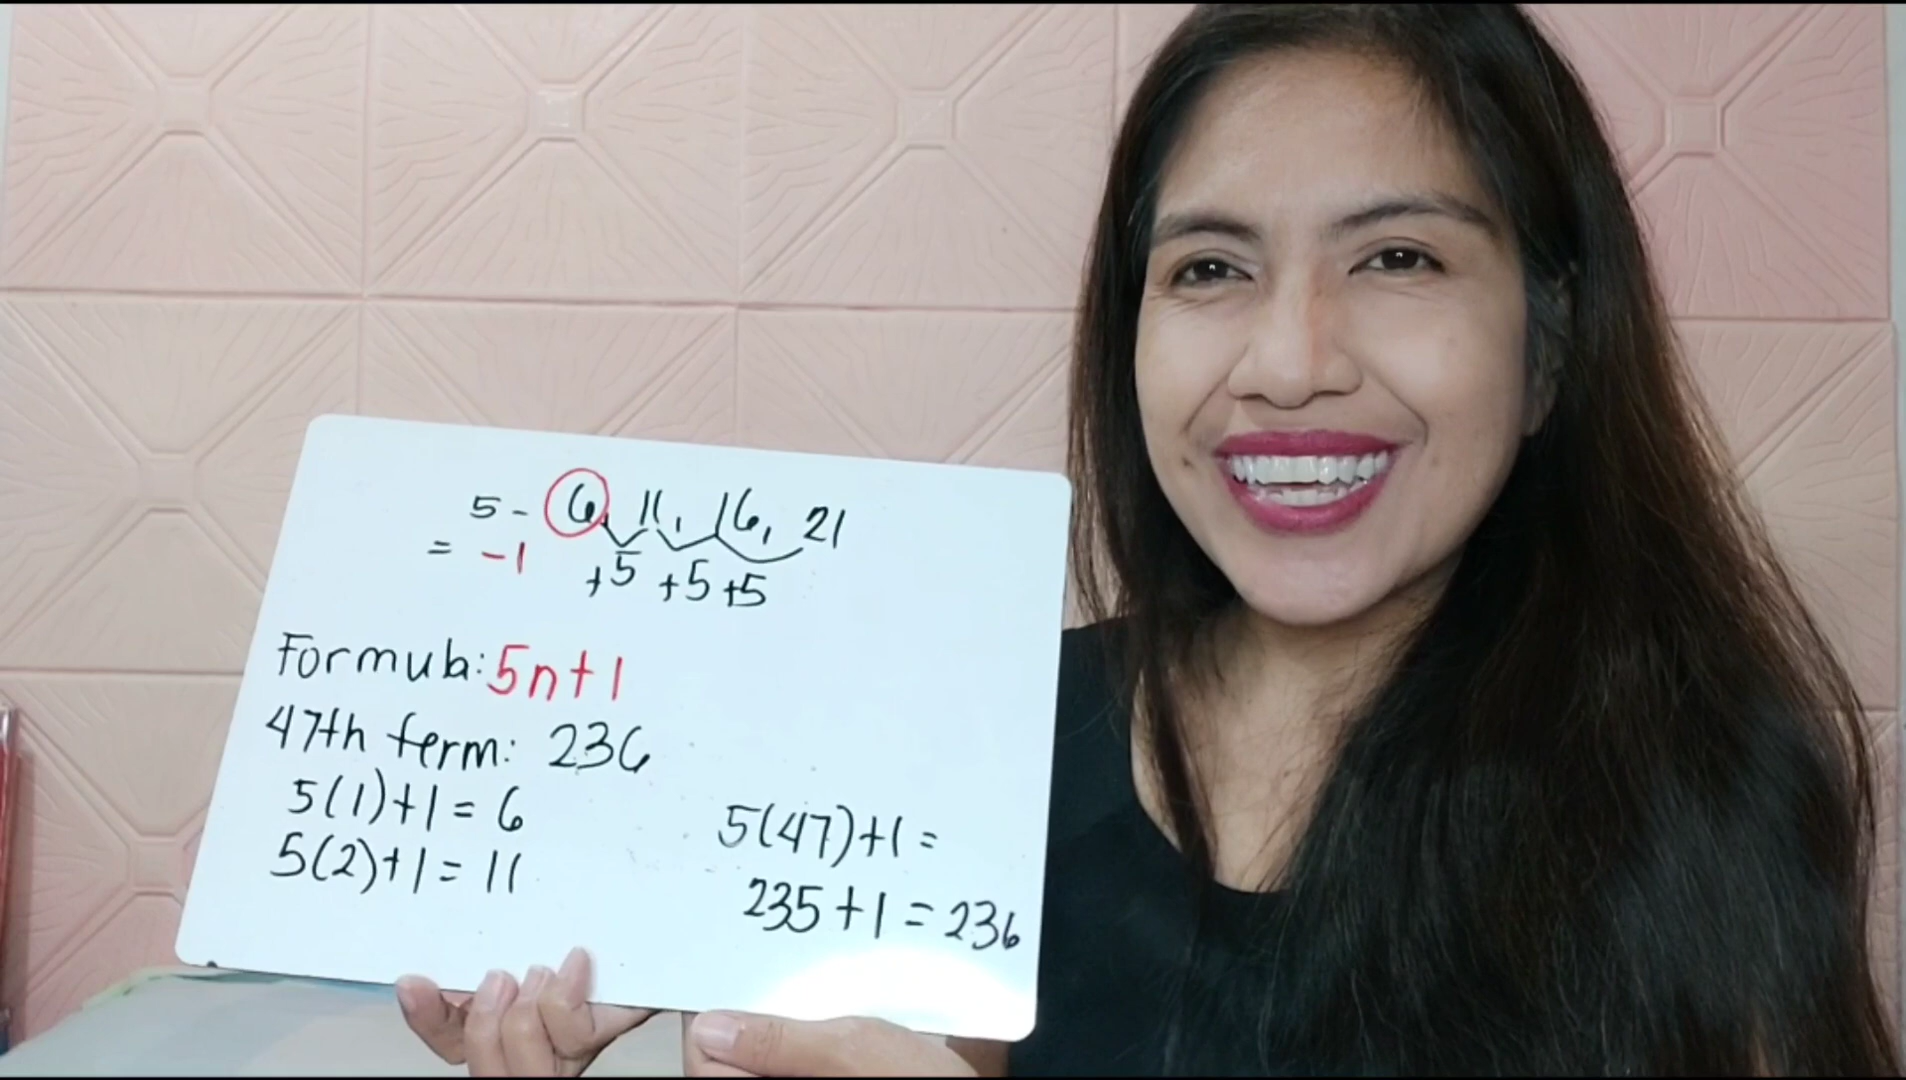 5 - 6, 11, 16, 21
= -1
+5 +5 +5
Formula: 5n+1
47th term: 236
5(1)+1 = 6
5(2)+1 = 11
5(47)+1 =
235+1 = 236